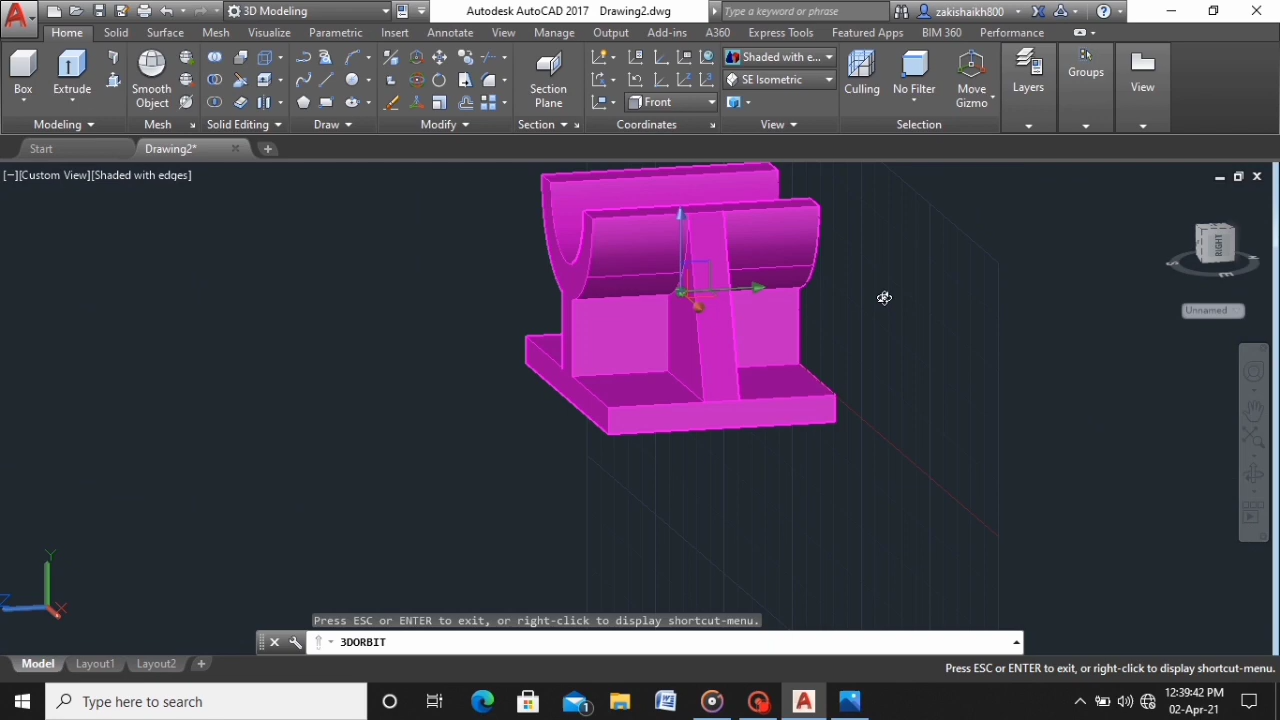 3D Modeling
Autodesk AutoCAD 2017   Drawing2.dwg
Type a keyword or phrase
zakishaikh800
Home Solid Surface Mesh Visualize Parametric Insert Annotate View Manage Output Add-ins A360 Express Tools Featured Apps BIM 360 Performance
Box
Extrude
Smooth Object
Section Plane
Shaded with e...
SE Isometric
Front
Culling
No Filter
Move Gizmo
Layers
Groups
View
Modeling Mesh Solid Editing Draw Modify Section Coordinates View Selection
Start
Drawing2*
[−][Custom View][Shaded with edges]
RIGHT
S
E
Unnamed
Y
Z
X
Press ESC or ENTER to exit, or right-click to display shortcut-menu.
3DORBIT
Model Layout1 Layout2
Press ESC or ENTER to exit, or right-click to display shortcut-menu.
Type here to search
1
12:39:42 PM
02-Apr-21